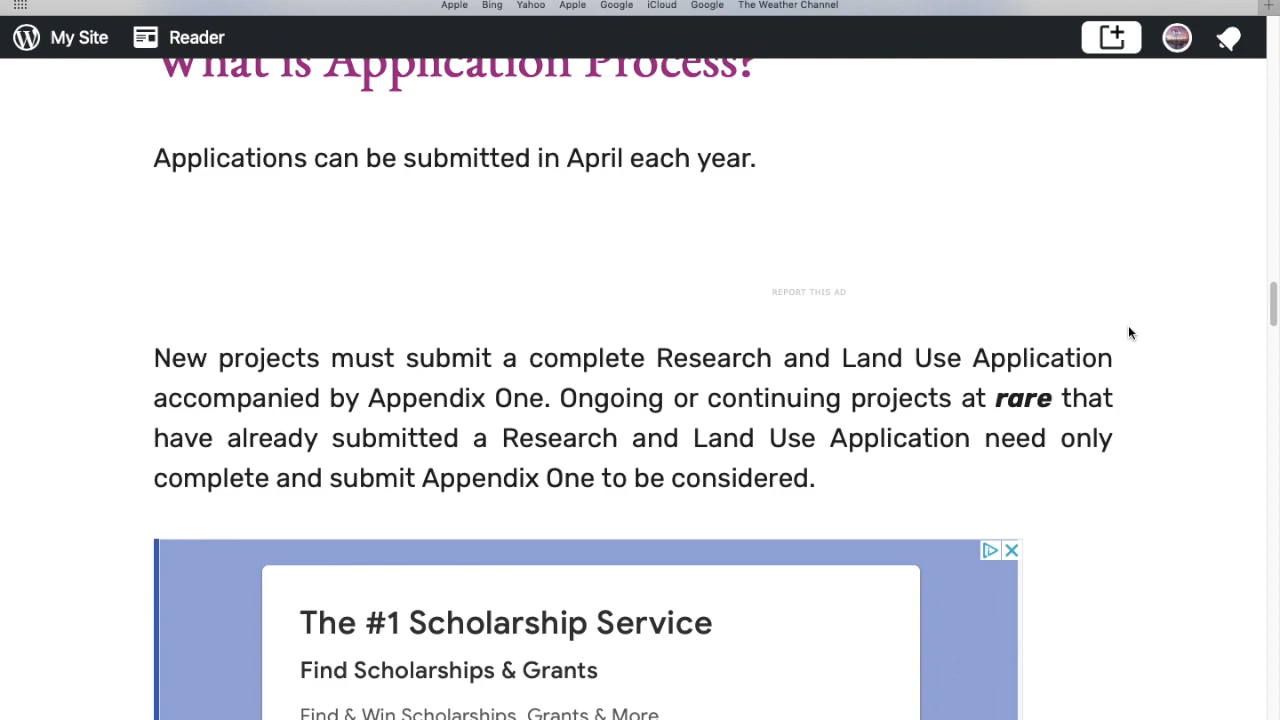 Apple Bing Yahoo Apple Google iCloud Google The Weather Channel
My Site Reader
What is Application Process?
Applications can be submitted in April each year.
REPORT THIS AD
New projects must submit a complete Research and Land Use Application
accompanied by Appendix One. Ongoing or continuing projects at rare that
have already submitted a Research and Land Use Application need only
complete and submit Appendix One to be considered.
The #1 Scholarship Service
Find Scholarships & Grants
Find & Win Scholarships, Grants & More